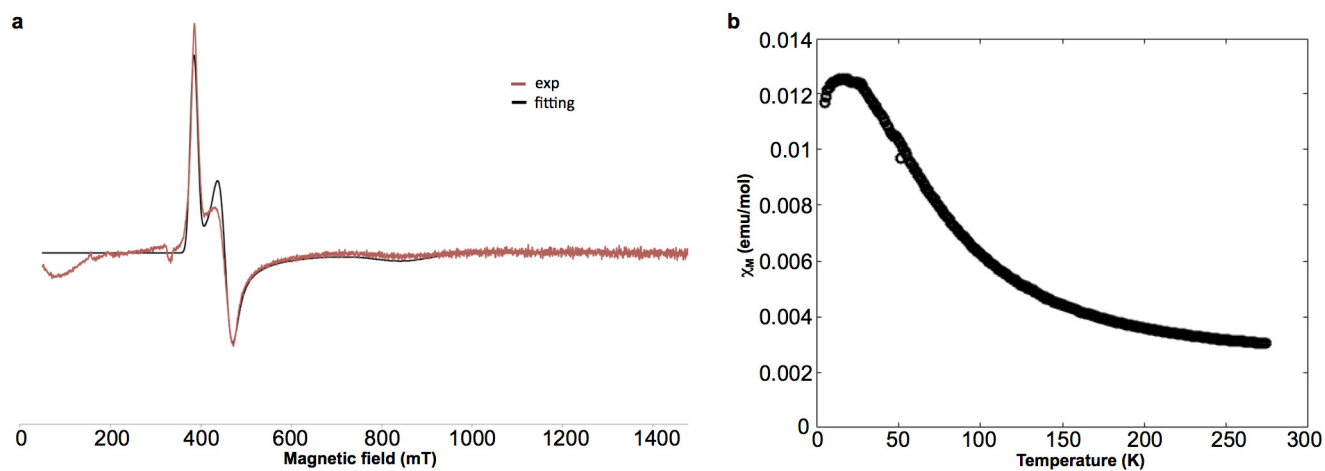 a
exp
fitting
0 200 400 600 800 1000 1200 1400
Magnetic field (mT)
b
0.014
0.012
0.01
0.008
0.006
0.004
0.002
0
χM (emu/mol)
0 50 100 150 200 250 300
Temperature (K)